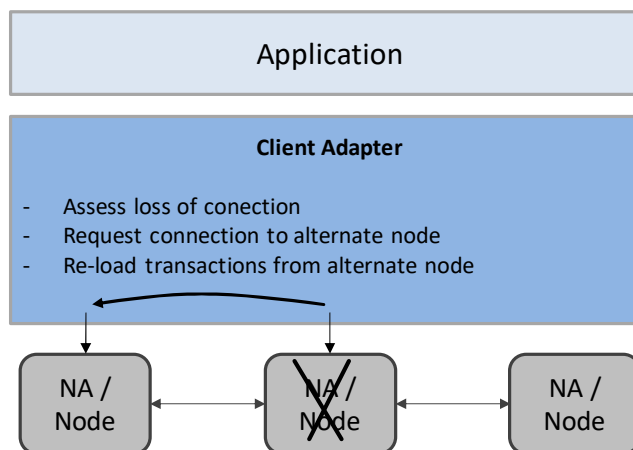 Application
Client Adapter
- Assess loss of conection
- Request connection to alternate node
- Re-load transactions from alternate node
NA /
Node
NA /
Node
NA /
Node